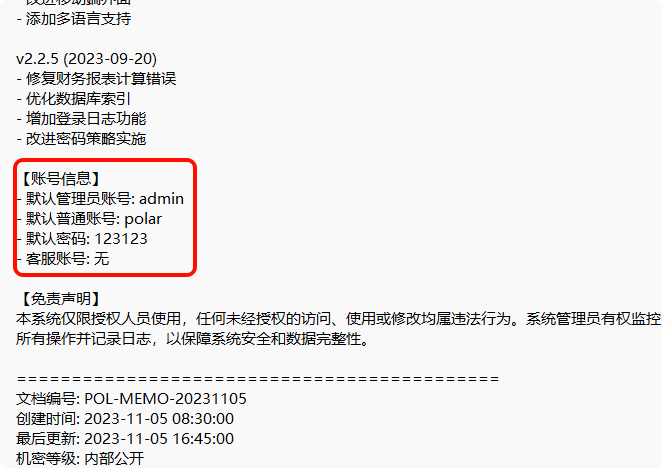 - 添加多语言支持
v2.2.5 (2023-09-20)
- 修复财务报表计算错误
- 优化数据库索引
- 增加登录日志功能
- 改进密码策略实施
【账号信息】
- 默认管理员账号: admin
- 默认普通账号: polar
- 默认密码: 123123
- 客服账号: 无
【免责声明】
本系统仅限授权人员使用，任何未经授权的访问、使用或修改均属违法行为。系统管理员有权监控
所有操作并记录日志，以保障系统安全和数据完整性。
============================================
文档编号: POL-MEMO-20231105
创建时间: 2023-11-05 08:30:00
最后更新: 2023-11-05 16:45:00
机密等级: 内部公开